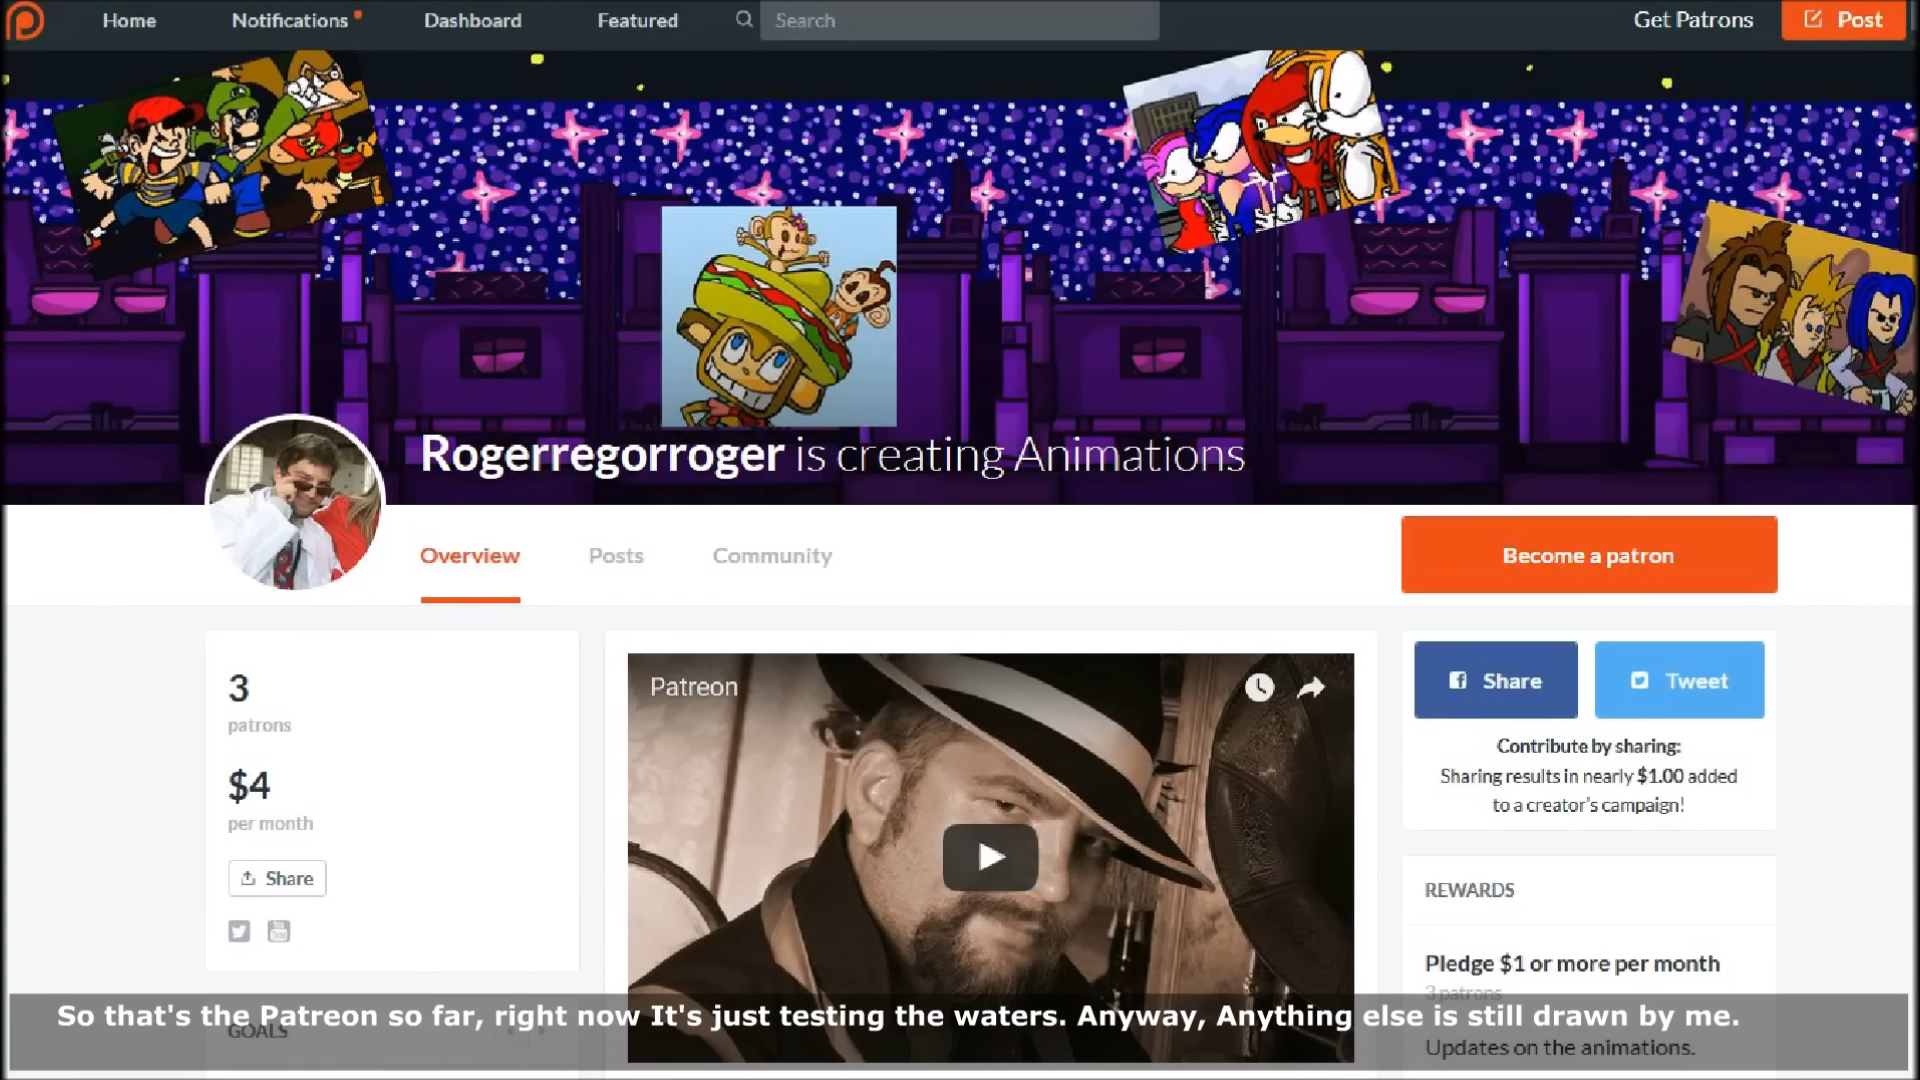 Home
Notifications
Dashboard
Featured
Search
Get Patrons
Post
Rogerregorroger is creating Animations
Overview
Posts
Community
Become a patron
3
patrons
$4
per month
Share
Patreon
Share
Tweet
Contribute by sharing:
Sharing results in nearly $1.00 added
to a creator's campaign!
REWARDS
Pledge $1 or more per month
3 patrons
So that's the Patreon so far, right now It's just testing the waters. Anyway, Anything else is still drawn by me.
GOALS
Updates on the animations.